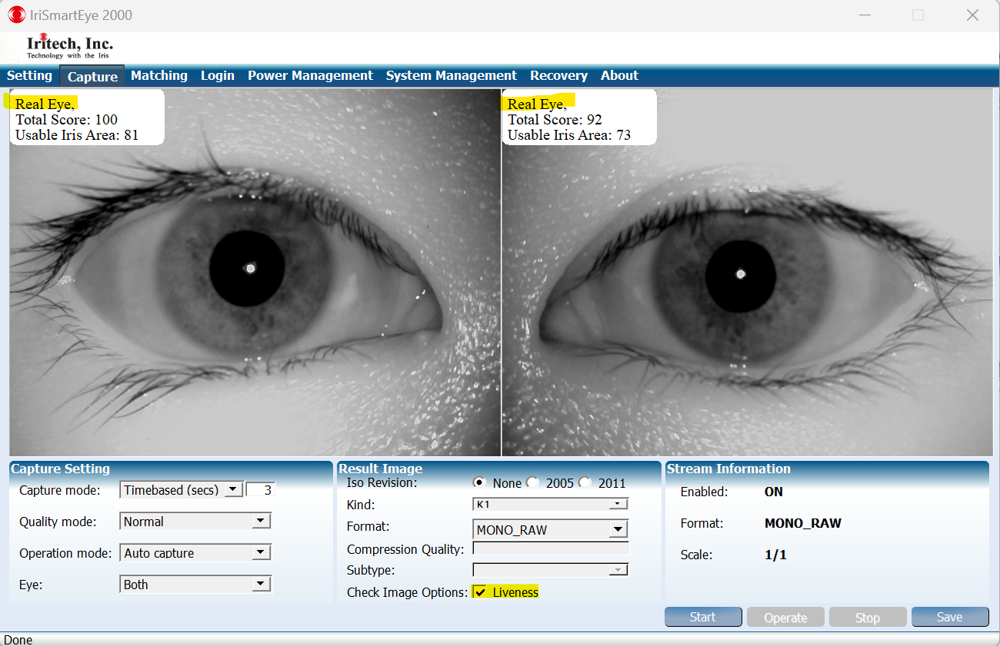 IriSmartEye 2000
Iritech, Inc.
Technology with the Iris
Setting Capture Matching Login Power Management System Management Recovery About
Real Eye,
Total Score: 100
Usable Iris Area: 81
Real Eye,
Total Score: 92
Usable Iris Area: 73
Capture Setting
Capture mode: Timebased (secs) 3
Quality mode: Normal
Operation mode: Auto capture
Eye: Both
Result Image
Iso Revision: None 2005 2011
Kind: K1
Format: MONO_RAW
Compression Quality:
Subtype:
Check Image Options: Liveness
Stream Information
Enabled: ON
Format: MONO_RAW
Scale: 1/1
Start Operate Stop Save
Done